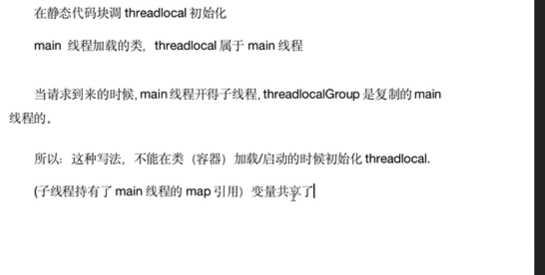 在静态代码块调 threadlocal 初始化
main 线程加载的类，threadlocal 属于 main 线程
当请求到来的时候, main 线程开得子线程, threadlocalGroup 是复制的 main
线程的.
所以：这种写法，不能在类（容器）加载/启动的时候初始化 threadlocal.
(子线程持有了 main 线程的 map 引用）变量共享了